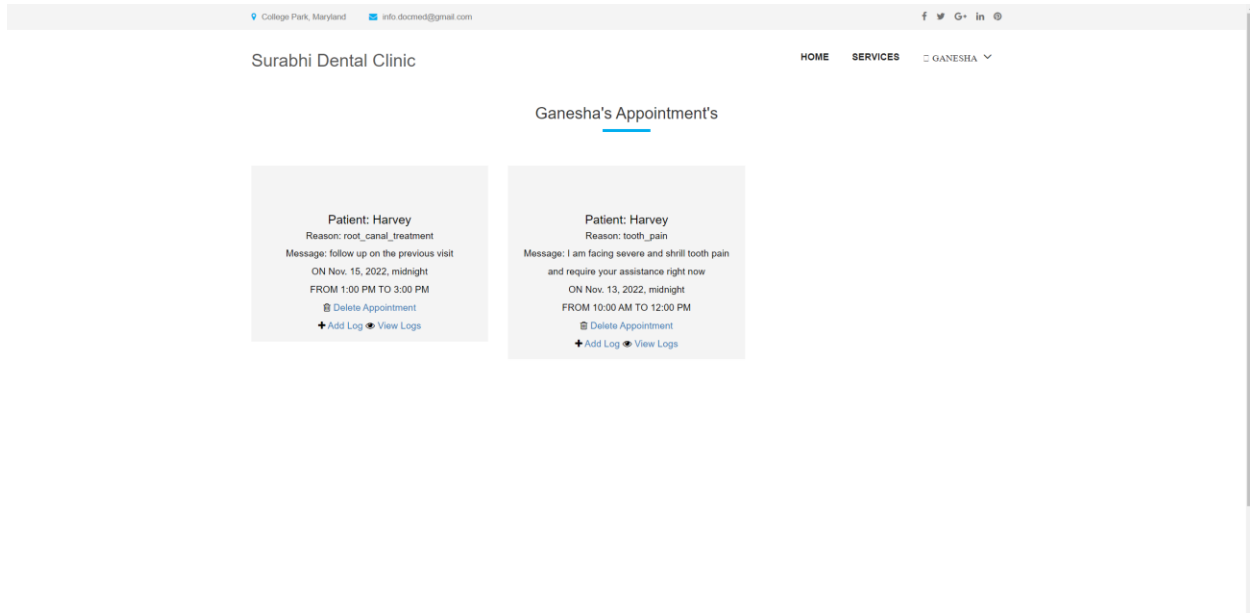 College Park, Maryland info.docmed@gmail.com
Surabhi Dental Clinic
HOME SERVICES GANESHA
Ganesha's Appointment's
Patient: Harvey
Reason: root_canal_treatment
Message: follow up on the previous visit
ON Nov. 15, 2022, midnight
FROM 1:00 PM TO 3:00 PM
Delete Appointment
Add Log View Logs
Patient: Harvey
Reason: tooth_pain
Message: I am facing severe and shrill tooth pain
and require your assistance right now
ON Nov. 13, 2022, midnight
FROM 10:00 AM TO 12:00 PM
Delete Appointment
Add Log View Logs